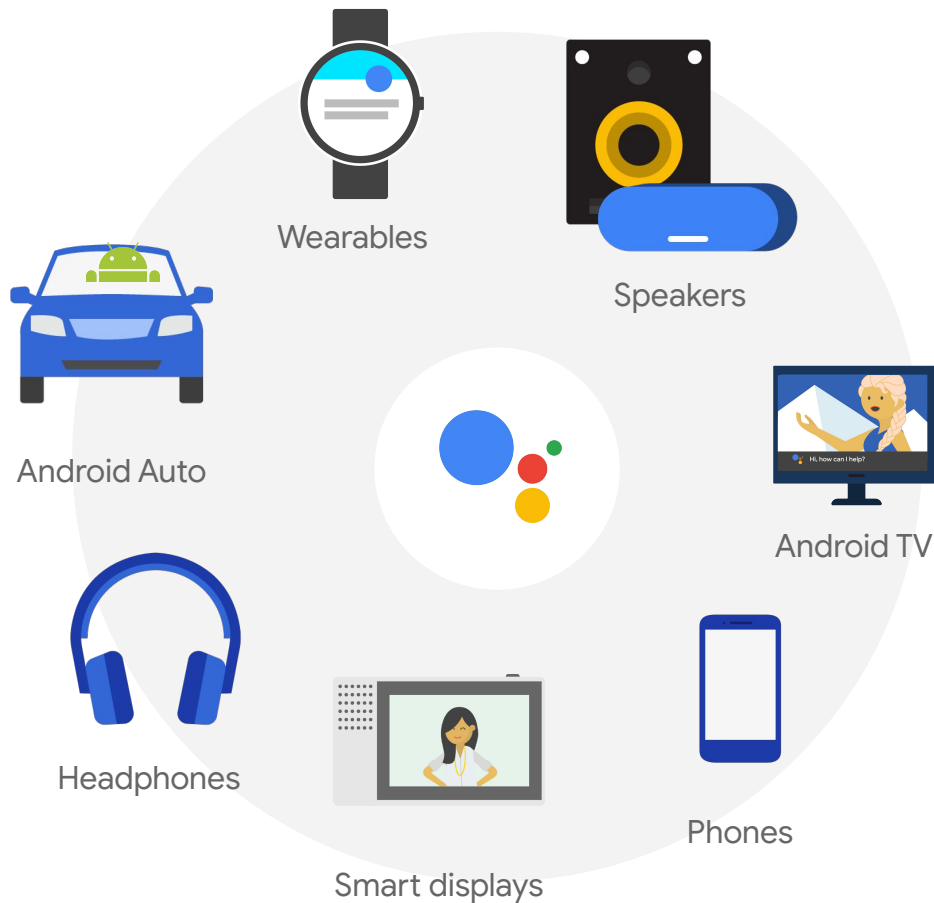 Wearables
Speakers
Android Auto
Hi, how can I help?
Android TV
Headphones
Phones
Smart displays